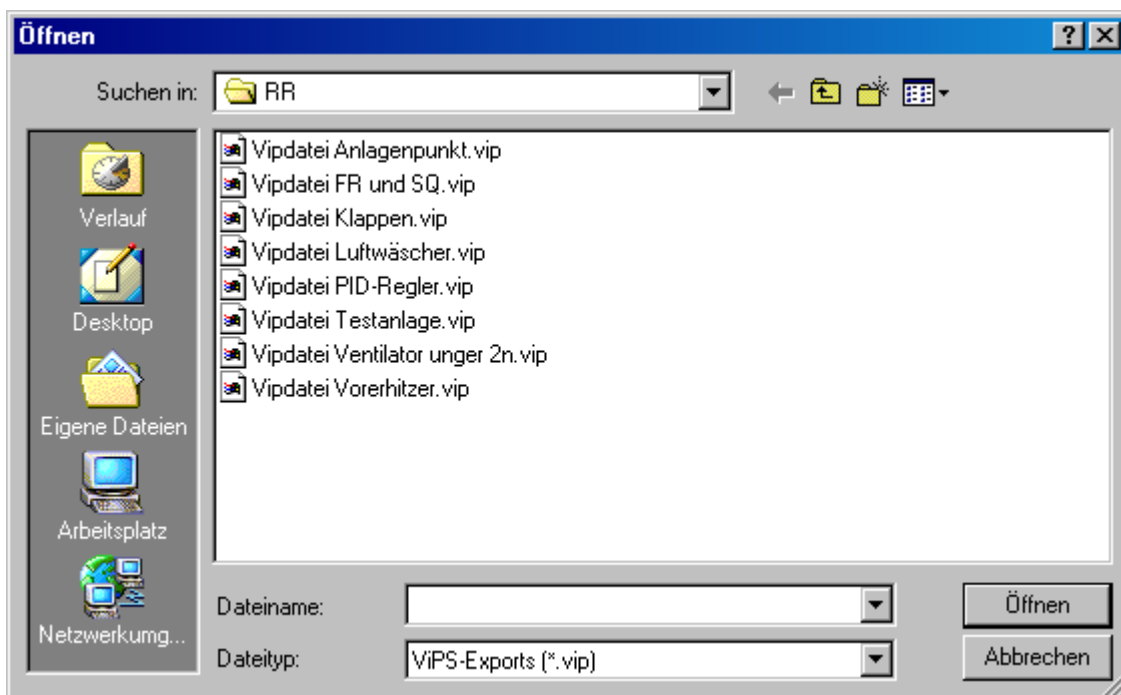 Öffnen
Suchen in:
RR
Verlauf
Desktop
Eigene Dateien
Arbeitsplatz
Netzwerkumg...
Vipdatei Anlagenpunkt.vip
Vipdatei FR und SQ.vip
Vipdatei Klappen.vip
Vipdatei Luftwäscher.vip
Vipdatei PID-Regler.vip
Vipdatei Testanlage.vip
Vipdatei Ventilator unger 2n.vip
Vipdatei Vorerhitzer.vip
Dateiname:
Öffnen
Dateityp:
ViPS-Exports (*.vip)
Abbrechen